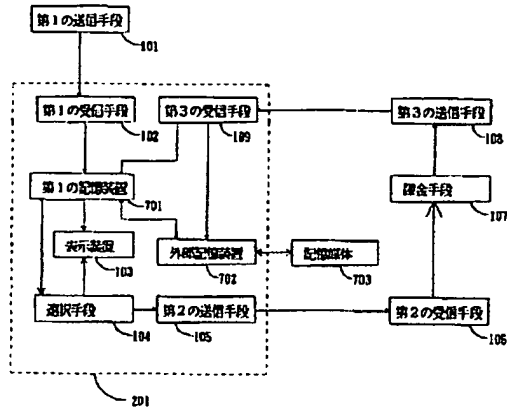 第1の送信手段
101
第1の受信手段
102
第3の受信手段
109
第3の送信手段
108
第1の記憶装置
701
課金手段
107
表示装置
103
外部記憶装置
702
記憶媒体
703
選択手段
104
第2の送信手段
105
第2の受信手段
106
201